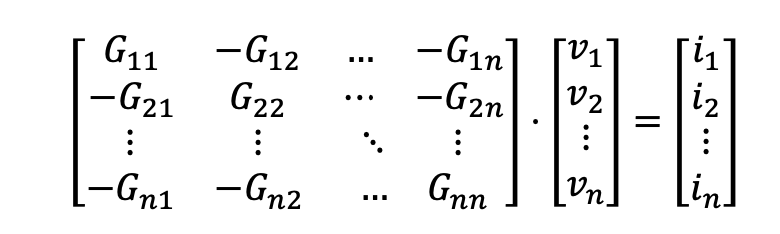 G₁₁ −G₁₂ … −G₁ₙ v₁ i₁
−G₂₁ G₂₂ ⋯ −G₂ₙ · v₂ = i₂
⋮ ⋮ ⋱ ⋮ ⋮ ⋮
−Gₙ₁ −Gₙ₂ … Gₙₙ vₙ iₙ